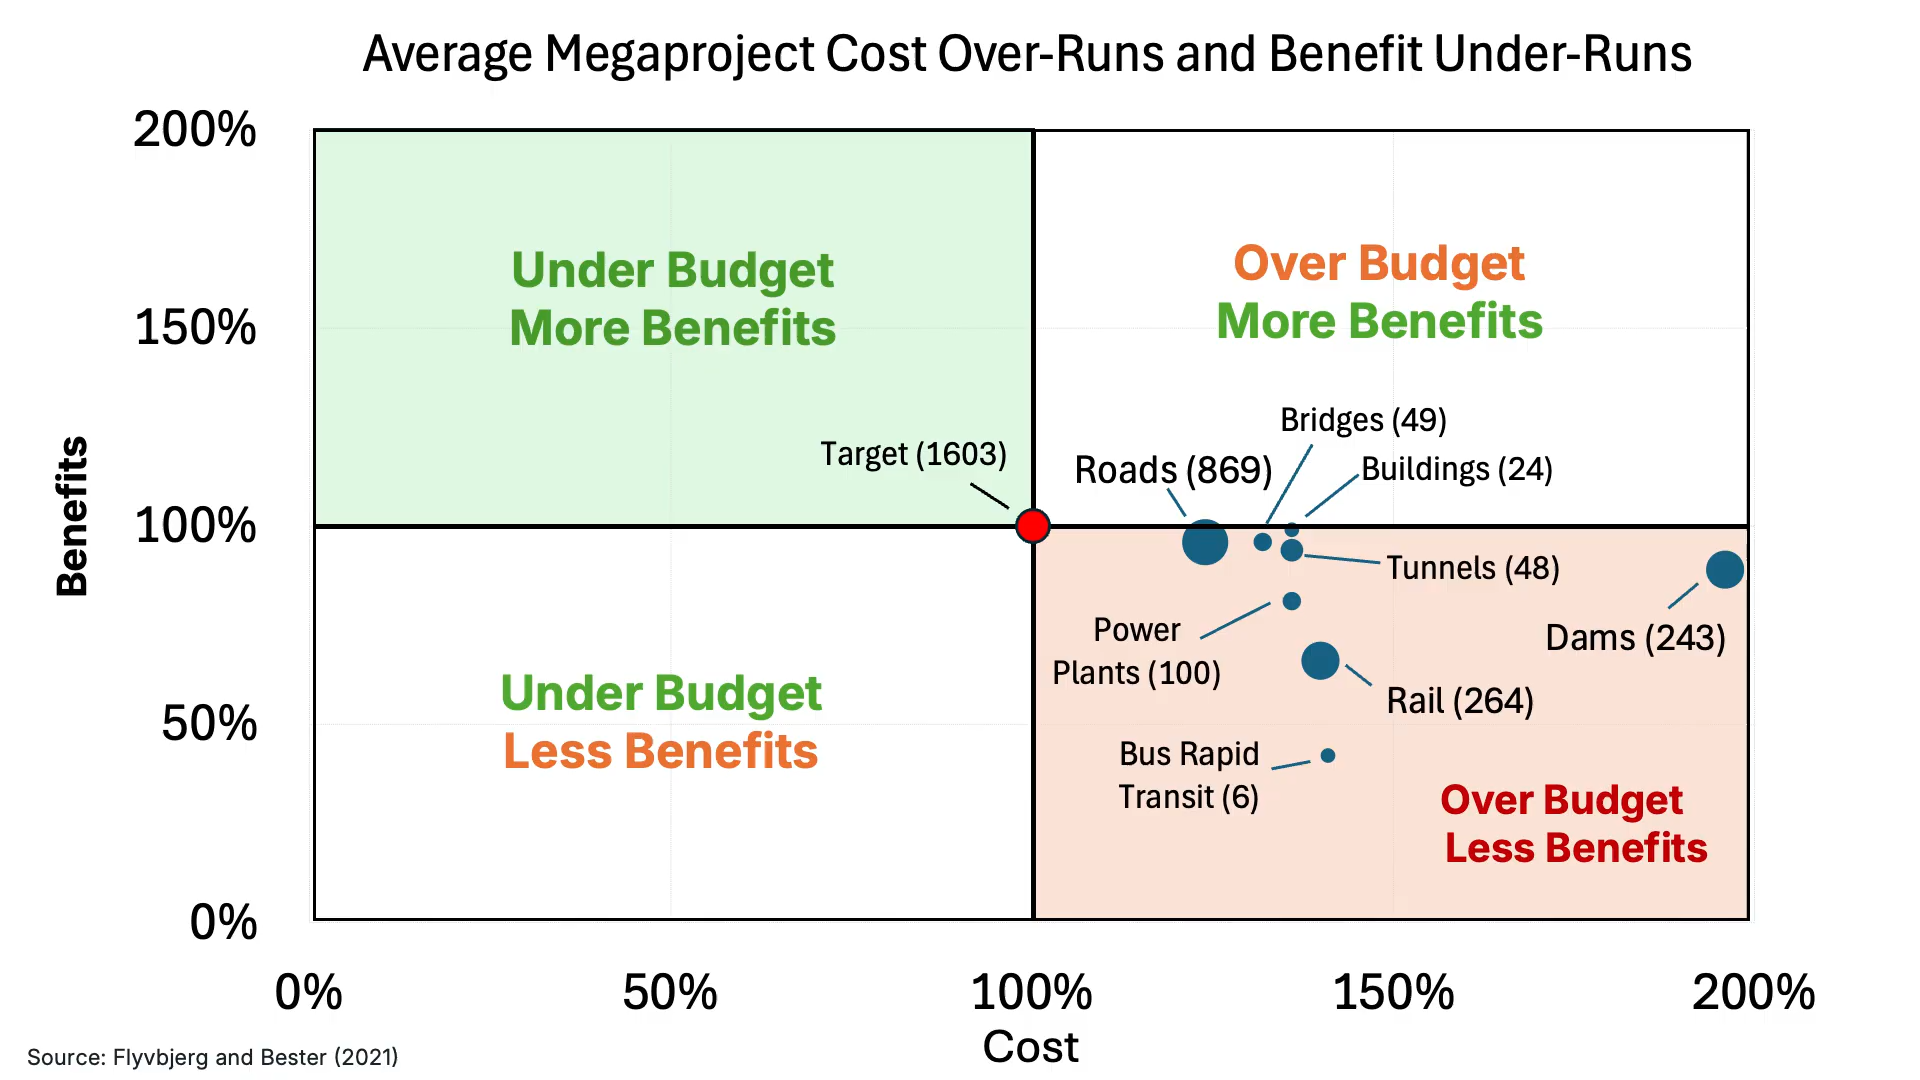 Average Megaproject Cost Over-Runs and Benefit Under-Runs
200%
150%
100%
50%
0%
Benefits
Under Budget
More Benefits
Over Budget
More Benefits
Target (1603)
Bridges (49)
Roads (869)
Buildings (24)
Tunnels (48)
Power
Plants (100)
Dams (243)
Rail (264)
Bus Rapid
Transit (6)
Under Budget
Less Benefits
Over Budget
Less Benefits
0%
50%
100%
150%
200%
Cost
Source: Flyvbjerg and Bester (2021)